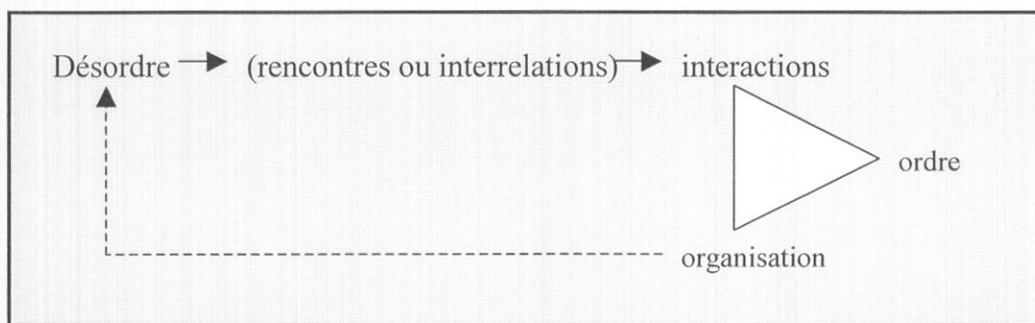 Désordre (rencontres ou interrelations) interactions
ordre
organisation